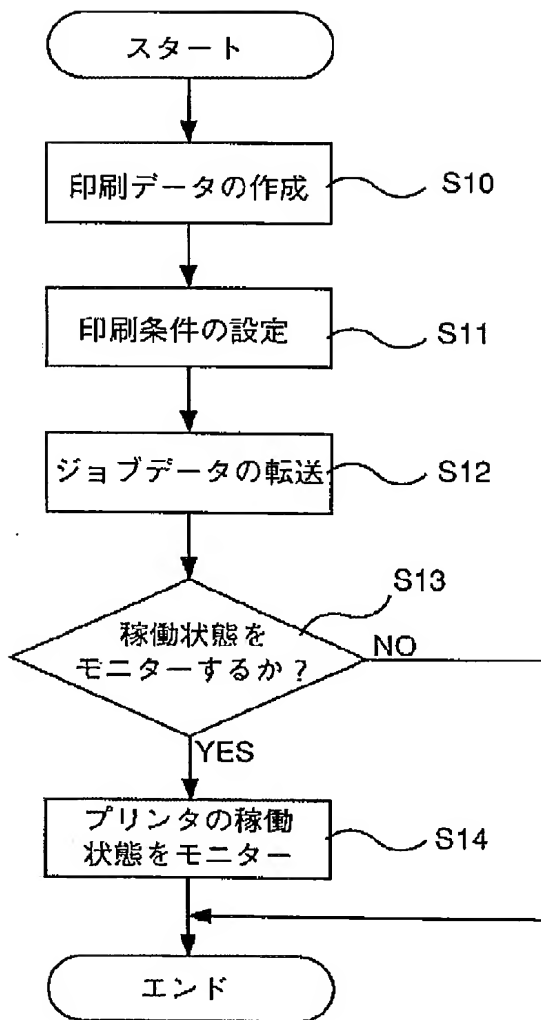 スタート
印刷データの作成
S10
印刷条件の設定
S11
ジョブデータの転送
S12
S13
稼働状態を
モニターするか?
NO
YES
プリンタの稼働
状態をモニター
S14
エンド